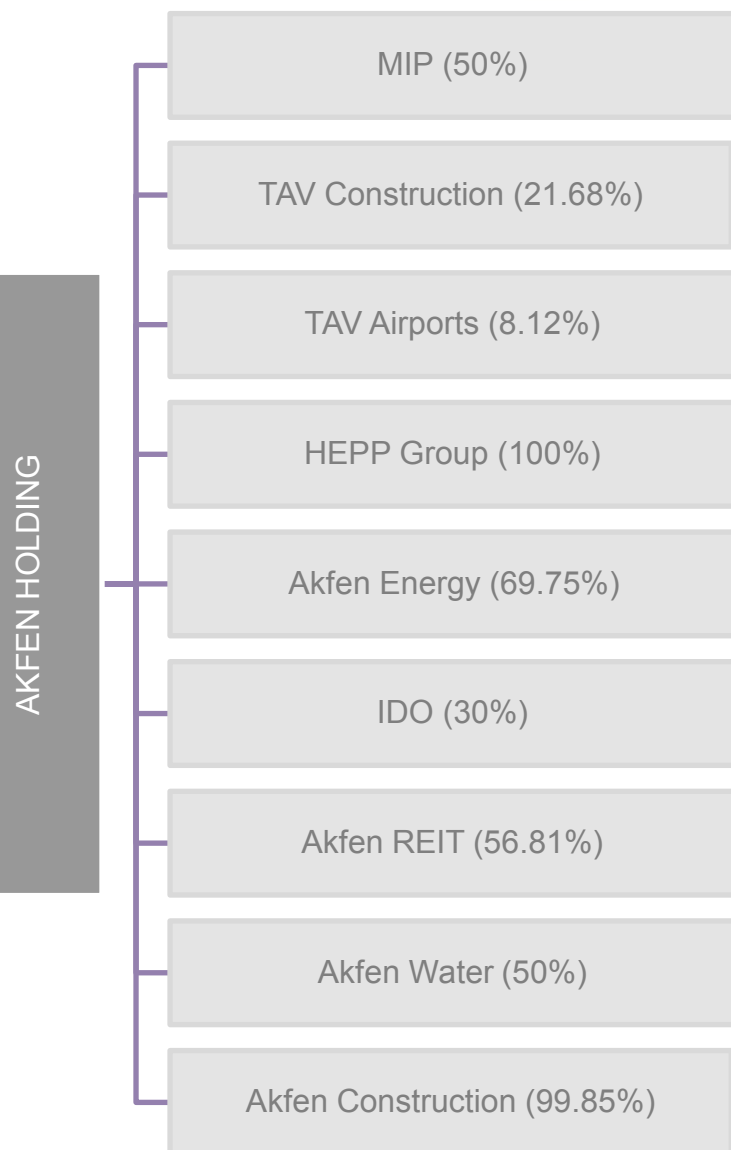 AKFEN HOLDING
MIP (50%)
TAV Construction (21.68%)
TAV Airports (8.12%)
HEPP Group (100%)
Akfen Energy (69.75%)
IDO (30%)
Akfen REIT (56.81%)
Akfen Water (50%)
Akfen Construction (99.85%)